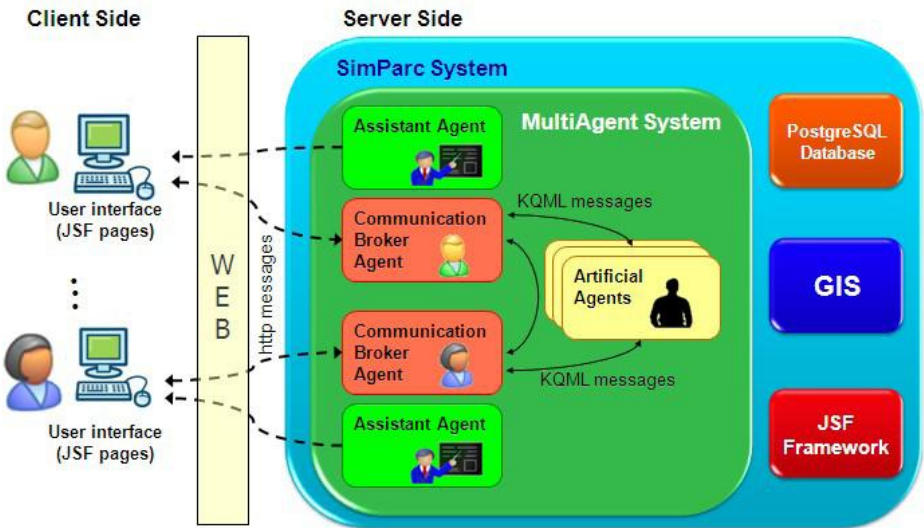 Client Side
Server Side
SimParc System
Assistant Agent
MultiAgent System
PostgreSQL
Database
User interface
(JSF pages)
KQML messages
Communication
Broker
Agent
W
E
B
http messages
Artificial
Agents
GIS
Communication
Broker
Agent
KQML messages
User interface
(JSF pages)
Assistant Agent
JSF
Framework